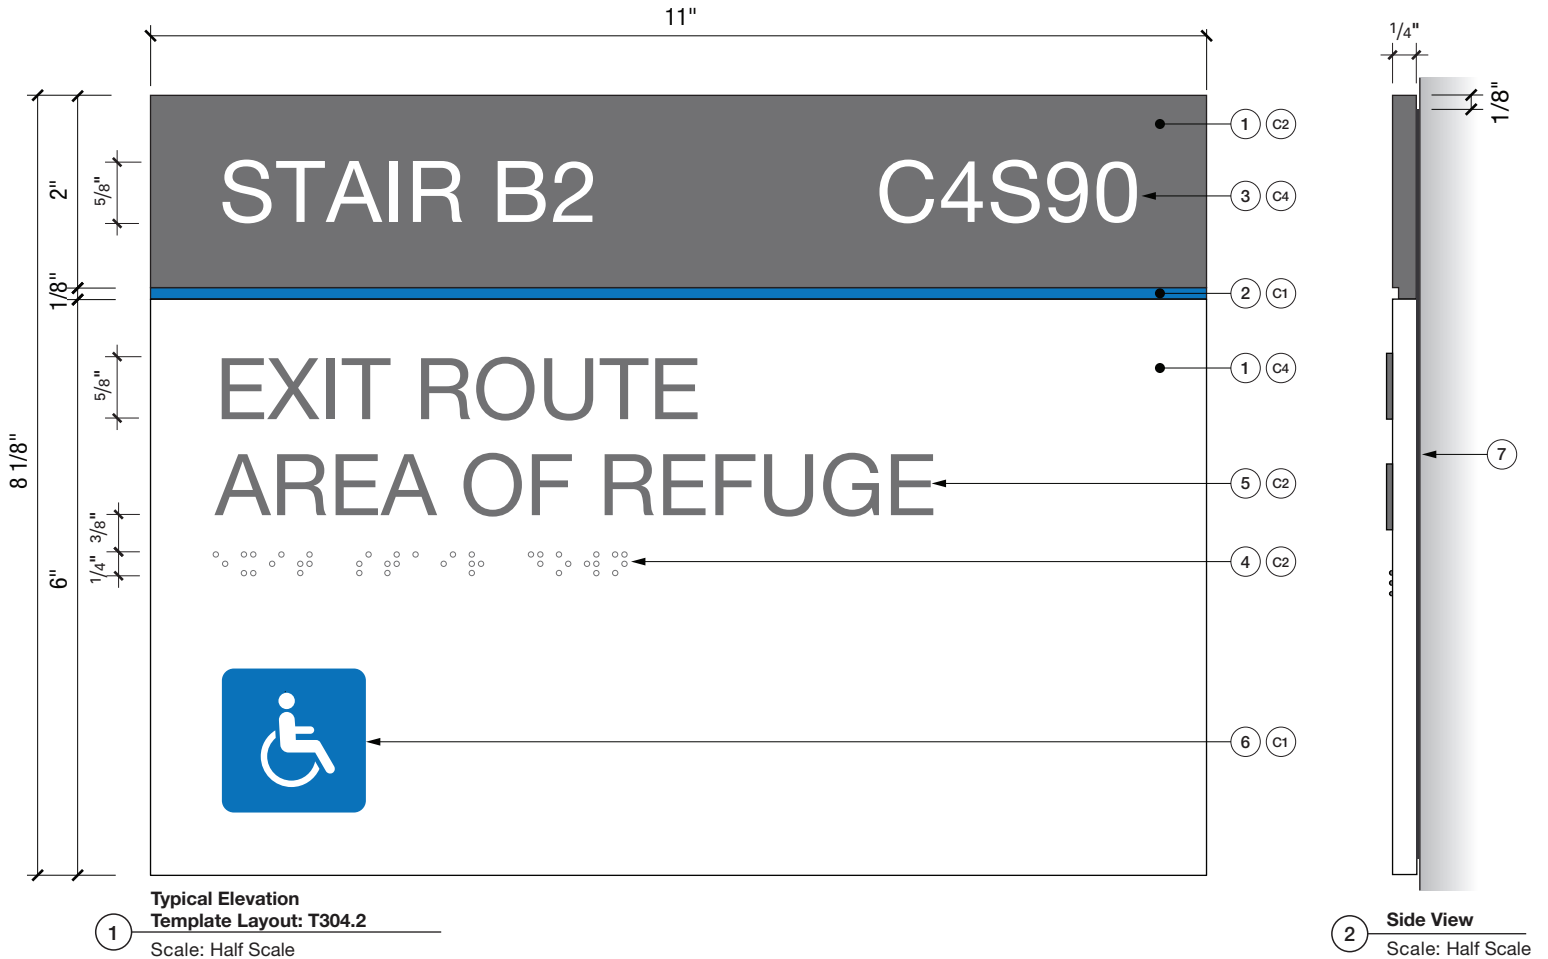 11"
1/4"
1/8"
8 1/8"
2"
5/8"
STAIR B2 C4S90
1 C2
3 C4
1/8"
2 C1
5/8"
EXIT ROUTE
1 C4
AREA OF REFUGE
5 C2
7
3/8"
1/4"
6"
4 C2
6 C1
1
Typical Elevation
Template Layout: T304.2
Scale: Half Scale
2
Side View
Scale: Half Scale